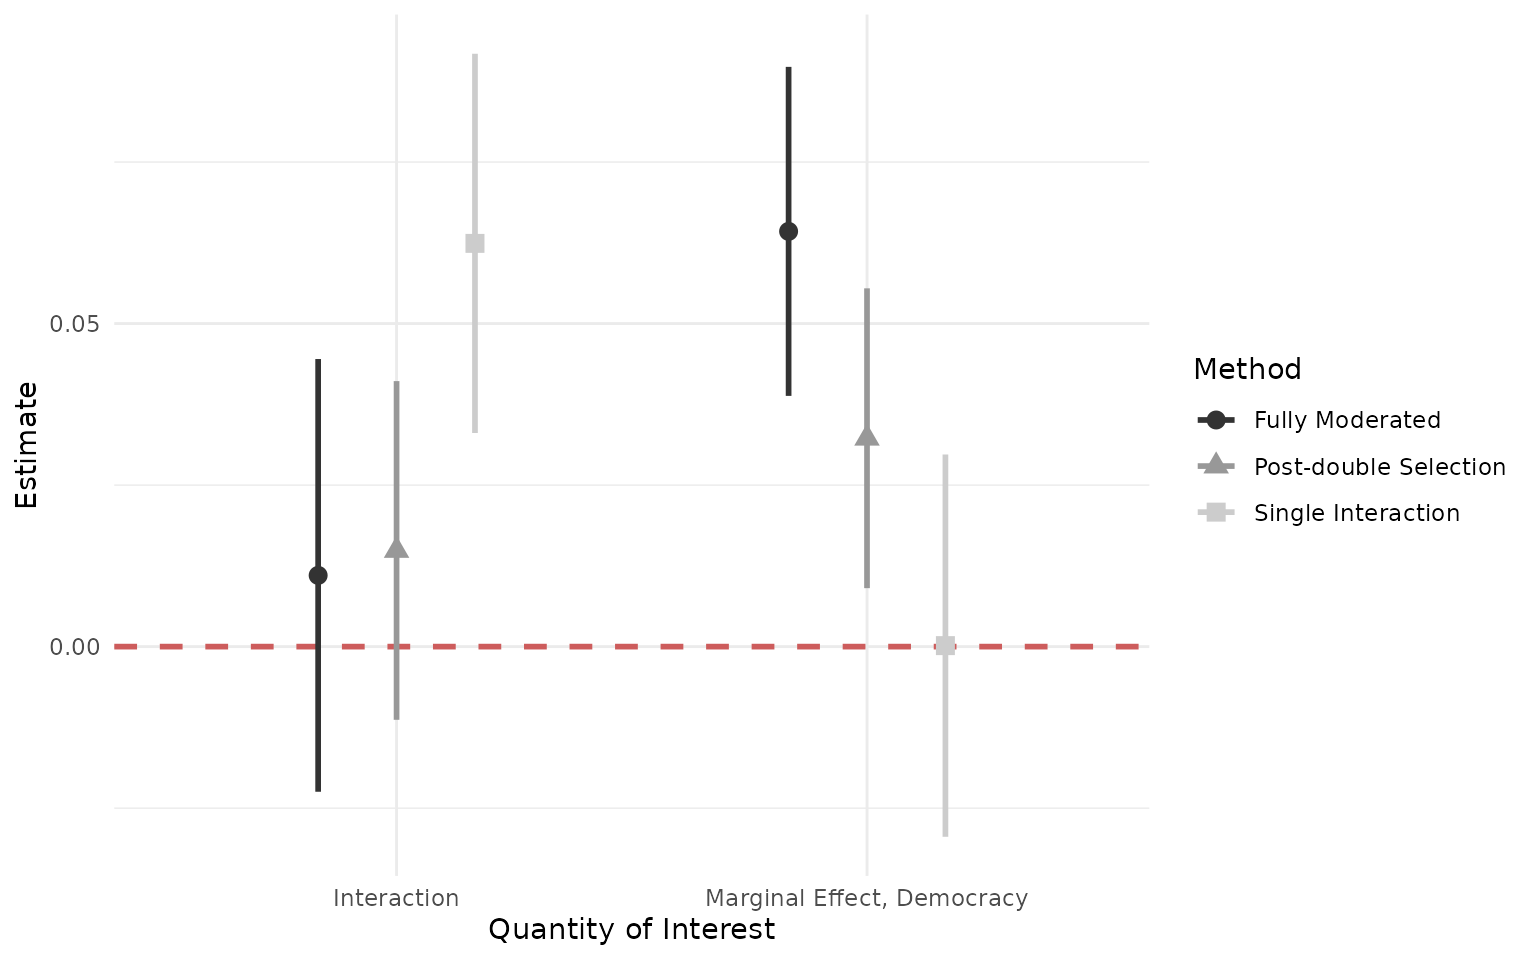 Estimate
0.05
0.00
Interaction
Marginal Effect, Democracy
Quantity of Interest
Method
Fully Moderated
Post-double Selection
Single Interaction